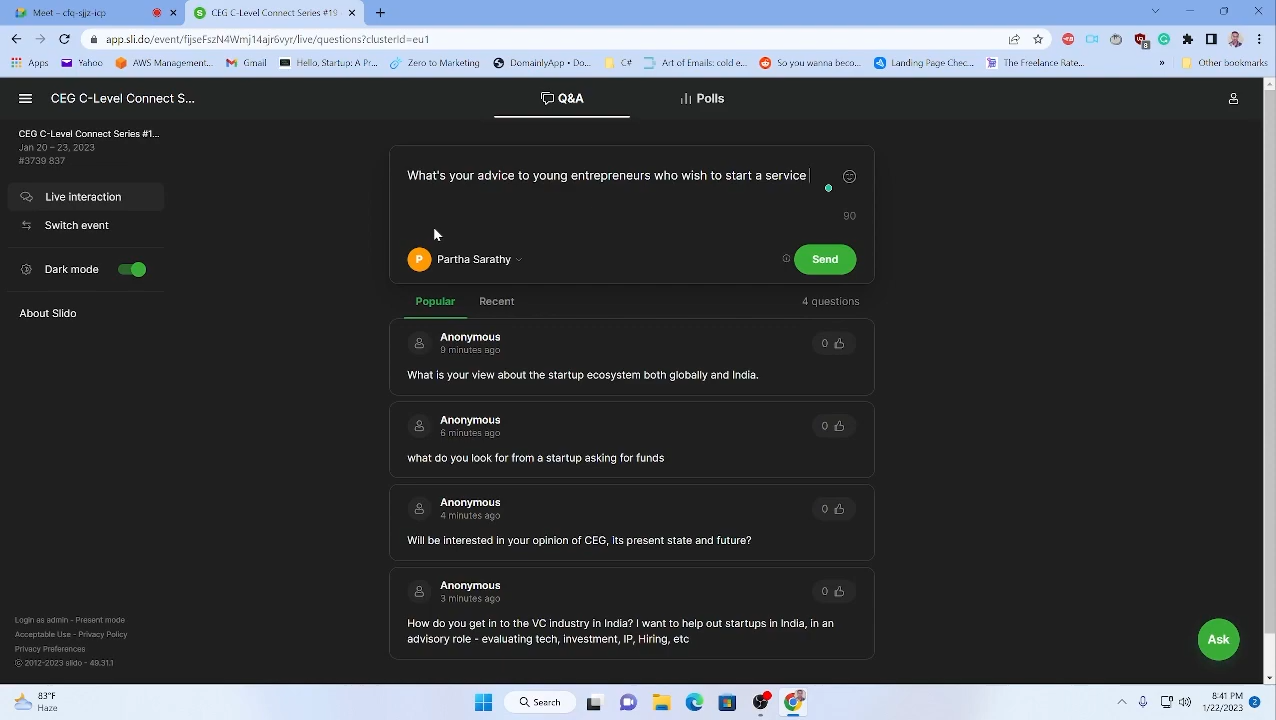 Meet – cfq-sjjz-icp
CEG C-Level Connect Series #19
app.sli.do/event/fijseFszN4Wmj14ajr6vyr/live/questions?clusterId=eu1
Apps
Yahoo
AWS Management...
Gmail
Hello, Startup: A Pr...
Zero to Marketing
DomainlyApp • Do...
C#
Art of Emails: cold e...
So you wanna beco...
Landing Page Chec...
The Freelance Rate...
»
Other bookmarks
CEG C-Level Connect S...
Q&A
Polls
CEG C-Level Connect Series #1...
Jan 20 – 23, 2023
#3739 837
Live interaction
Switch event
Dark mode
About Slido
What's your advice to young entrepreneurs who wish to start a service
90
P
Partha Sarathy
Send
Popular
Recent
4 questions
Anonymous
0
9 minutes ago
What is your view about the startup ecosystem both globally and India.
Anonymous
0
6 minutes ago
what do you look for from a startup asking for funds
Anonymous
0
4 minutes ago
Will be interested in your opinion of CEG, its present state and future?
Anonymous
0
3 minutes ago
How do you get in to the VC industry in India? I want to help out startups in India, in an
advisory role - evaluating tech, investment, IP, Hiring, etc
Login as admin - Present mode
Acceptable Use - Privacy Policy
Privacy Preferences
© 2012-2023 slido - 49.31.1
Ask
83°F
Haze
Search
8:41 PM
1/22/2023
2